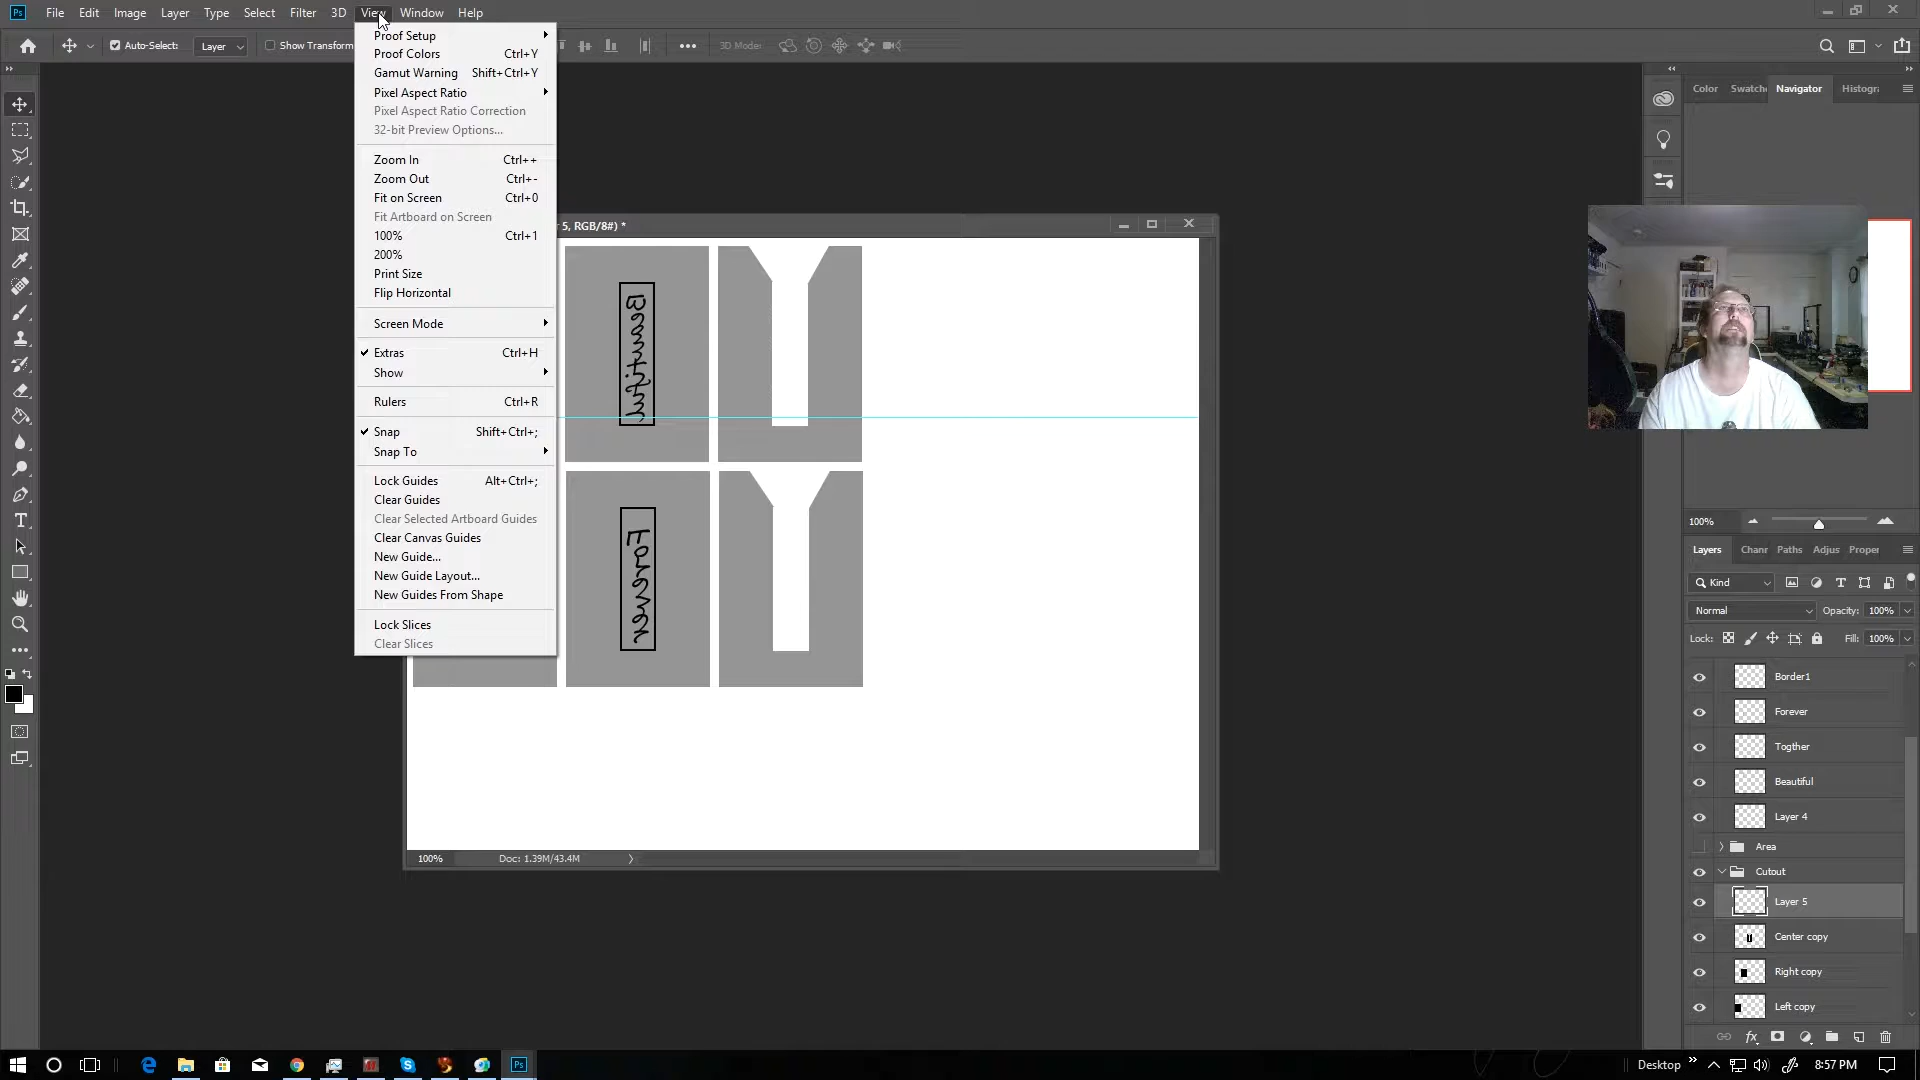 Ps File Edit Image Layer Type Select Filter 3D View Window Help
Auto-Select: Layer Show Transform 3D Mode:
Proof Setup
Proof Colors Ctrl+Y
Gamut Warning Shift+Ctrl+Y
Pixel Aspect Ratio
Pixel Aspect Ratio Correction
32-bit Preview Options...
Zoom In Ctrl++
Zoom Out Ctrl+-
Fit on Screen Ctrl+0
Fit Artboard on Screen
100% Ctrl+1
200%
Print Size
Flip Horizontal
Screen Mode
Extras Ctrl+H
Show
Rulers Ctrl+R
Snap Shift+Ctrl+;
Snap To
Lock Guides Alt+Ctrl+;
Clear Guides
Clear Selected Artboard Guides
Clear Canvas Guides
New Guide...
New Guide Layout...
New Guides From Shape
Lock Slices
Clear Slices
5, RGB/8#) *
Beautiful
Forever
100% Doc: 1.39M/43.4M
Color Swatch Navigator Histogr
100%
Layers Chanr Paths Adjus Proper
Kind
Normal Opacity: 100%
Lock: Fill: 100%
Border1
Forever
Togther
Beautiful
Layer 4
Area
Cutout
Layer 5
Center copy
Right copy
Left copy
fx
Ps Desktop 8:57 PM